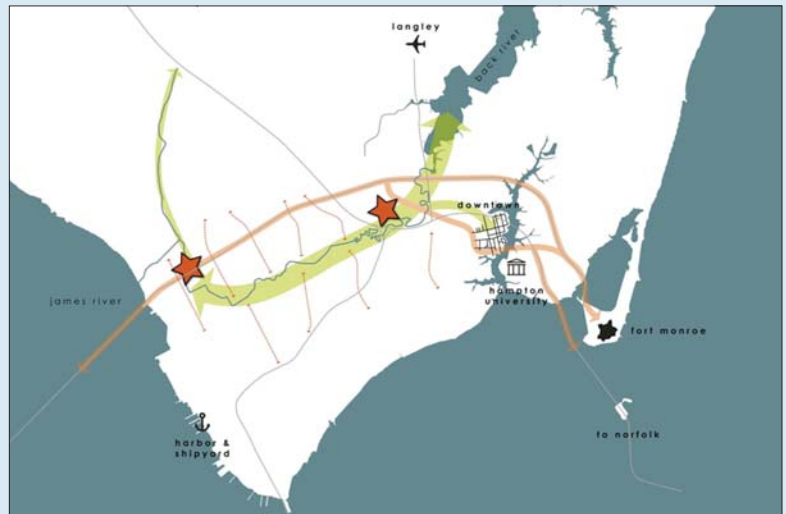 langley
back river
downtown
james river
hampton
university
fort monroe
harbor &
shipyard
to norfolk